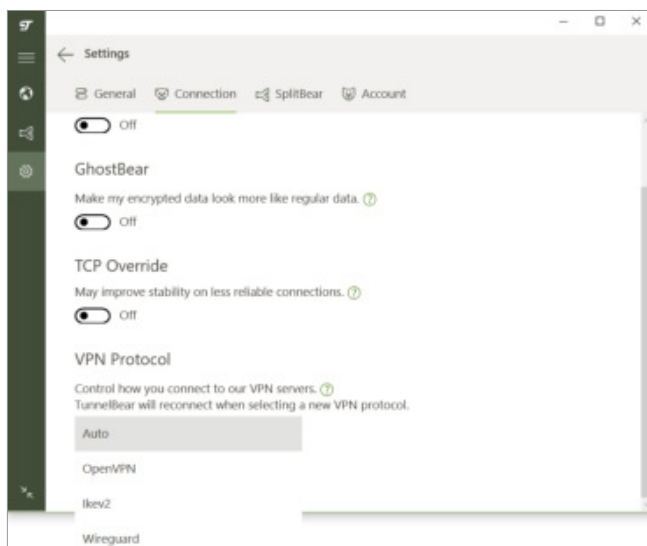 Settings
General Connection SplitBear Account
Off
GhostBear
Make my encrypted data look more like regular data. (?)
Off
TCP Override
May improve stability on less reliable connections. (?)
Off
VPN Protocol
Control how you connect to our VPN servers. (?)
TunnelBear will reconnect when selecting a new VPN protocol.
Auto
OpenVPN
Ikev2
Wireguard